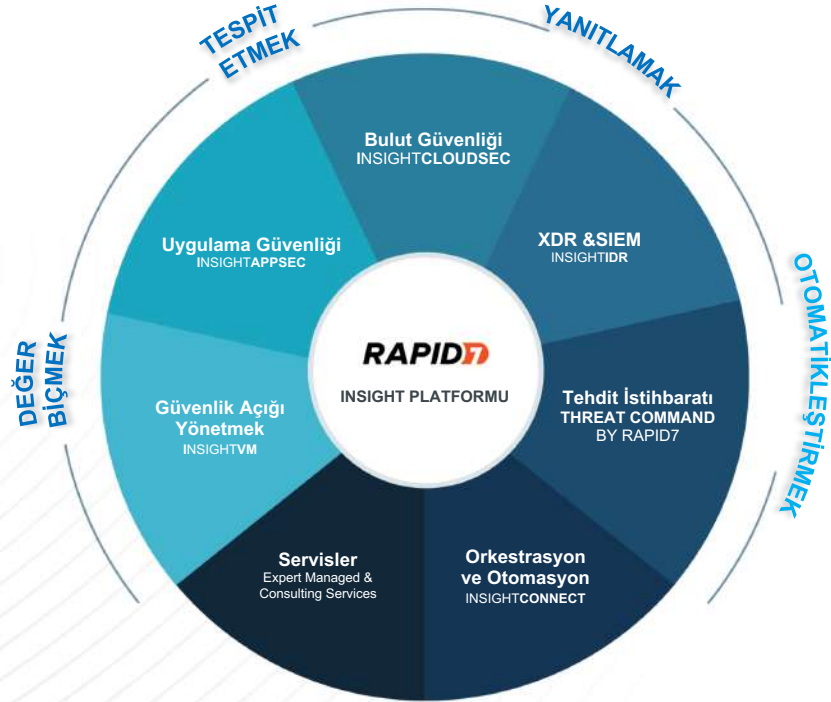 TESPİT
ETMEK
YANITLAMAK
Bulut Güvenliği
INSIGHTCLOUDSEC
Uygulama Güvenliği
INSIGHTAPPSEC
XDR &SIEM
INSIGHTIDR
OTOMATİKLEŞTİRMEK
DEĞER
BİÇMEK
RAPID7
INSIGHT PLATFORMU
Güvenlik Açığı
Yönetmek
INSIGHTVM
Tehdit İstihbaratı
THREAT COMMAND
BY RAPID7
Servisler
Expert Managed &
Consulting Services
Orkestrasyon
ve Otomasyon
INSIGHTCONNECT